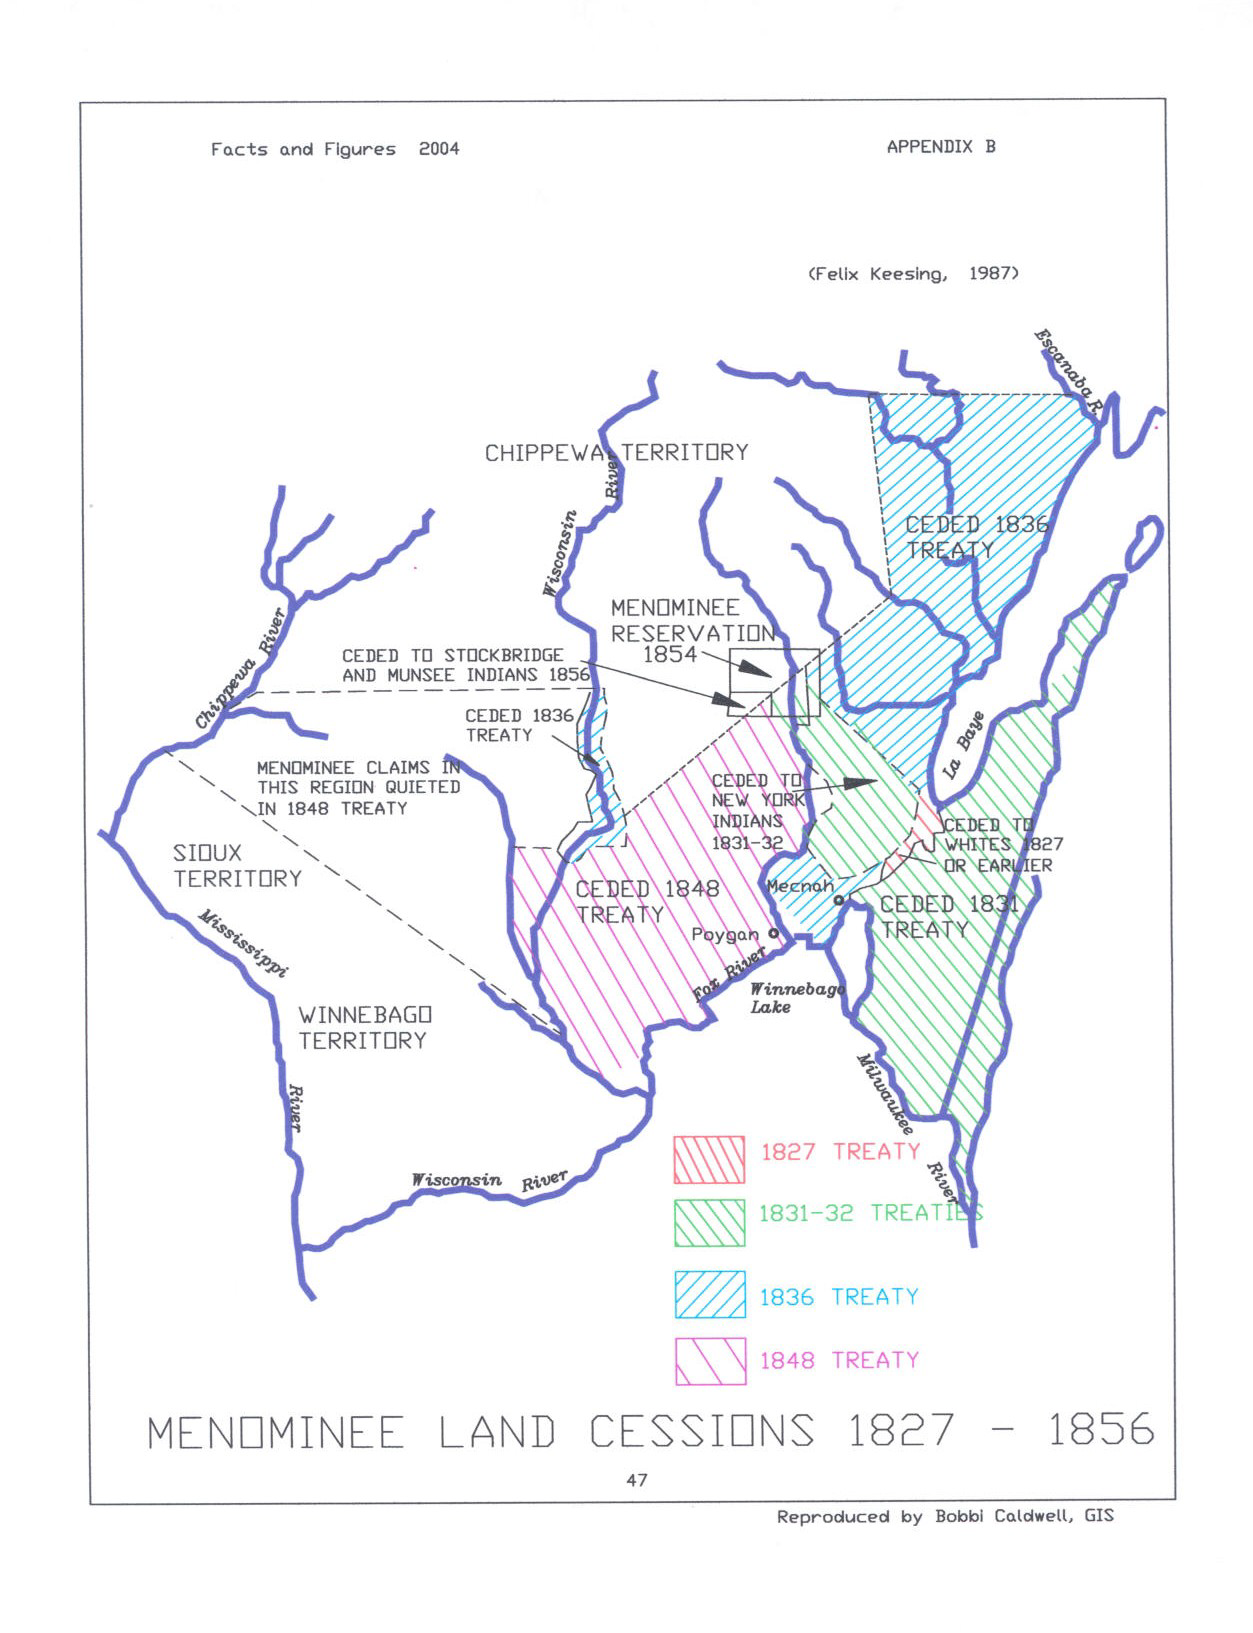 Facts and Figures 2004
APPENDIX B
(Felix Keesing, 1987)
Escanaba R.
CHIPPEWA TERRITORY
Wisconsin River
CEDED 1836
TREATY
MENOMINEE
RESERVATION
1854
CEDED TO STOCKBRIDGE
AND MUNSEE INDIANS 1856
Chippewa River
CEDED 1836
TREATY
La Baye
MENOMINEE CLAIMS IN
THIS REGION QUIETED
IN 1848 TREATY
CEDED TO
NEW YORK
INDIANS
1831-32
CEDED TO
WHITES 1827
OR EARLIER
SIOUX
TERRITORY
CEDED 1848
TREATY
Mecnah
CEDED 1831
TREATY
Mississippi
River
Poygan
Fox River
Winnebago
Lake
WINNEBAGO
TERRITORY
Milwaukee
River
Wisconsin River
1827 TREATY
1831-32 TREATIES
1836 TREATY
1848 TREATY
MENOMINEE LAND CESSIONS 1827 - 1856
47
Reproduced by Bobbi Caldwell, GIS